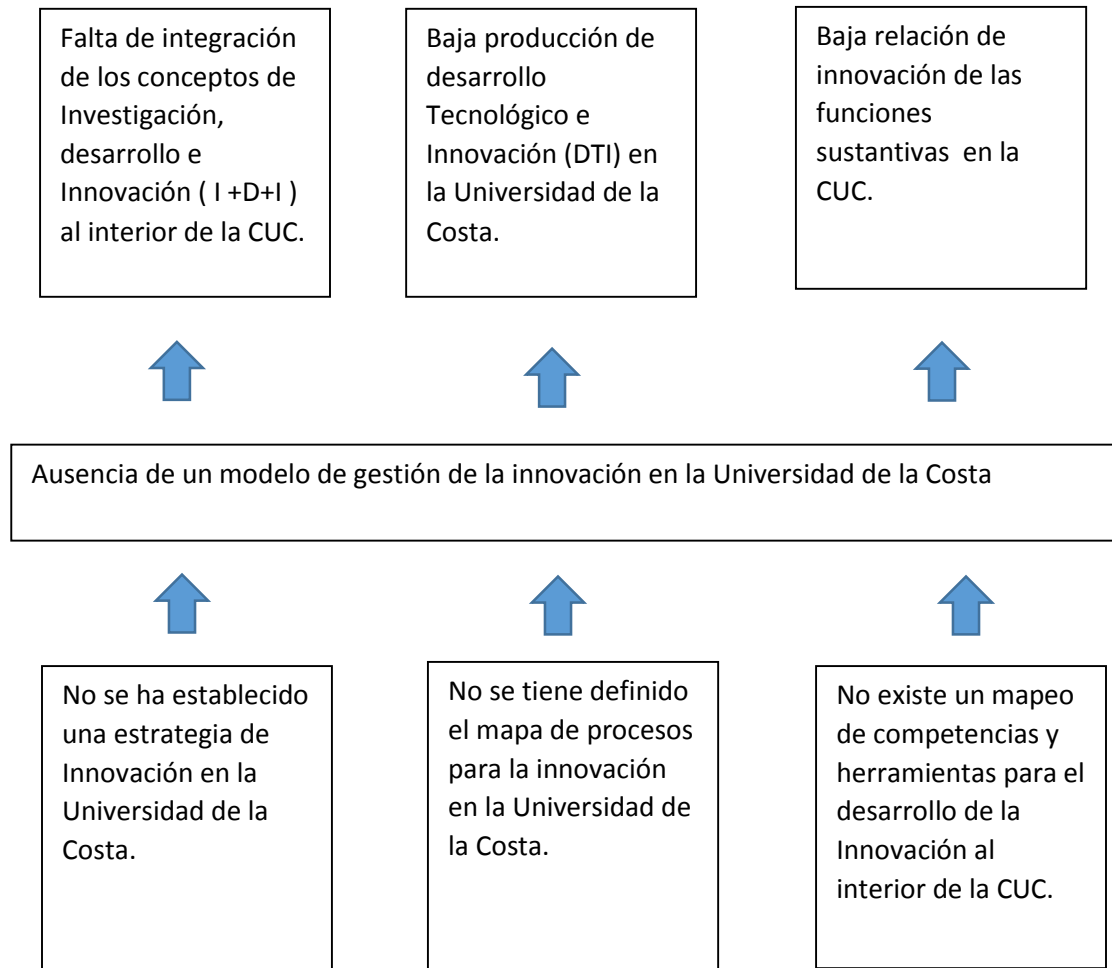 Falta de integración
de los conceptos de
Investigación,
desarrollo e
Innovación ( I +D+I )
al interior de la CUC.
Baja producción de
desarrollo
Tecnológico e
Innovación (DTI) en
la Universidad de la
Costa.
Baja relación de
innovación de las
funciones
sustantivas  en la
CUC.
Ausencia de un modelo de gestión de la innovación en la Universidad de la Costa
No se ha establecido
una estrategia de
Innovación en la
Universidad de la
Costa.
No se tiene definido
el mapa de procesos
para la innovación
en la Universidad de
la Costa.
No existe un mapeo
de competencias y
herramientas para el
desarrollo de la
Innovación al
interior de la CUC.